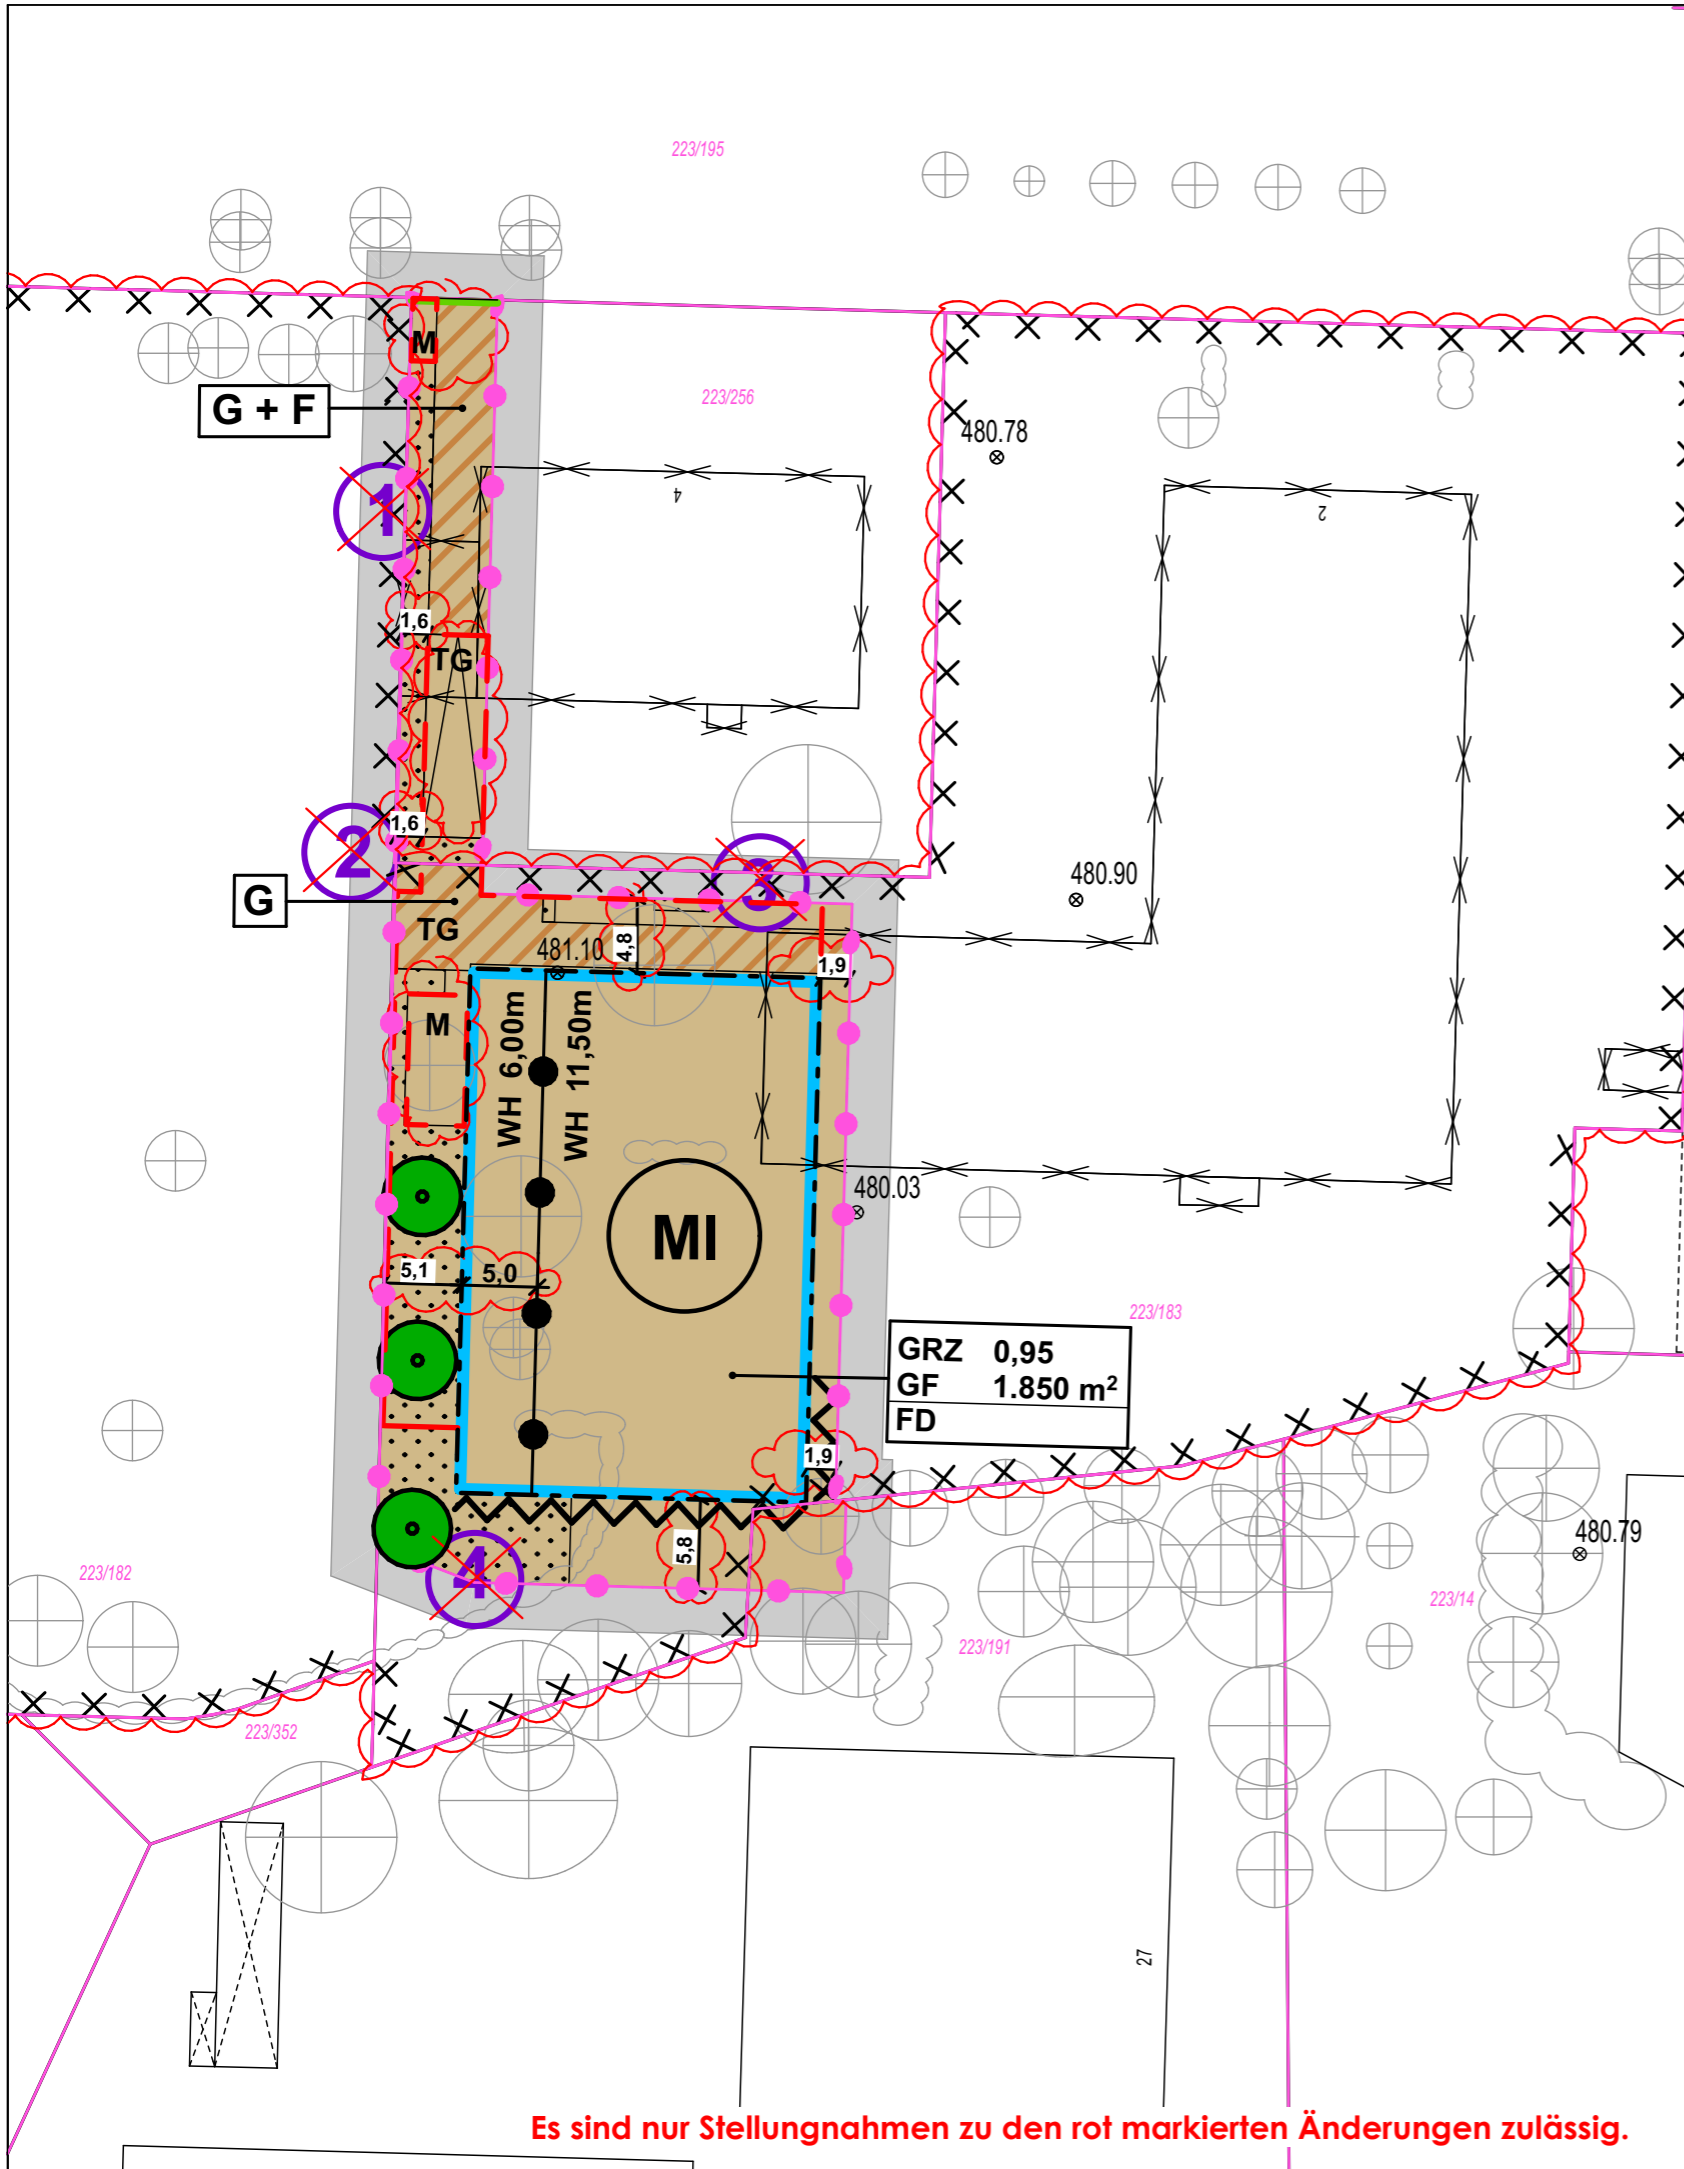 223/195
M
G + F
223/256
480.78
1
4
2
1,6
TG
1,6
2
3
480.90
G
TG
481.10
4,8
1,9
M
WH 6,00m
WH 11,50m
480.03
MI
5,1
5,0
223/183
GRZ 0,95
GF 1.850 m²
FD
1,9
480.79
5,8
4
223/182
223/14
223/191
223/352
27
Es sind nur Stellungnahmen zu den rot markierten Änderungen zulässig.